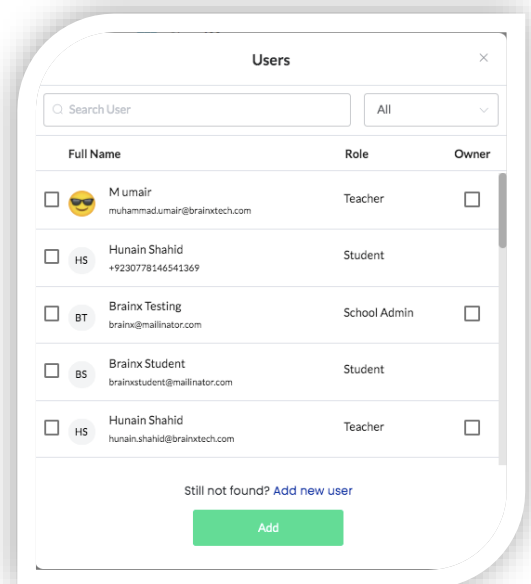 Users
Search User
All
Full Name Role Owner
M umair
muhammad.umair@brainxtech.com
Teacher
Hunain Shahid
+9230778146541369
Student
Brainx Testing
brainx@mailinator.com
School Admin
BT
Brainx Student
brainxstudent@mailinator.com
Student
BS
Hunain Shahid
hunain.shahid@brainxtech.com
Teacher
HS
HS
Still not found? Add new user
Add